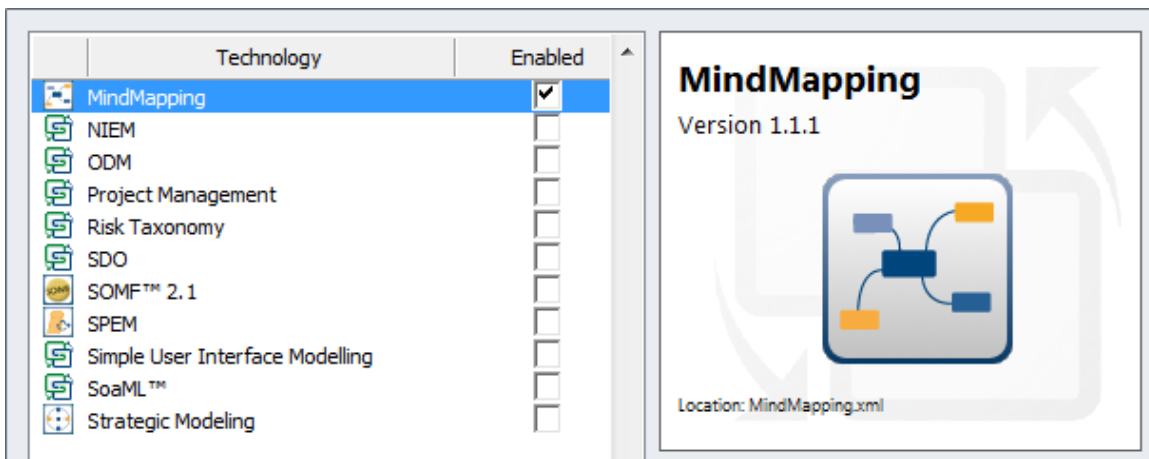 Technology Enabled
MindMapping
NIEM
ODM
Project Management
Risk Taxonomy
SDO
SOMF™ 2.1
SPEM
Simple User Interface Modelling
SoaML™
Strategic Modeling
MindMapping
Version 1.1.1
Location: MindMapping.xml